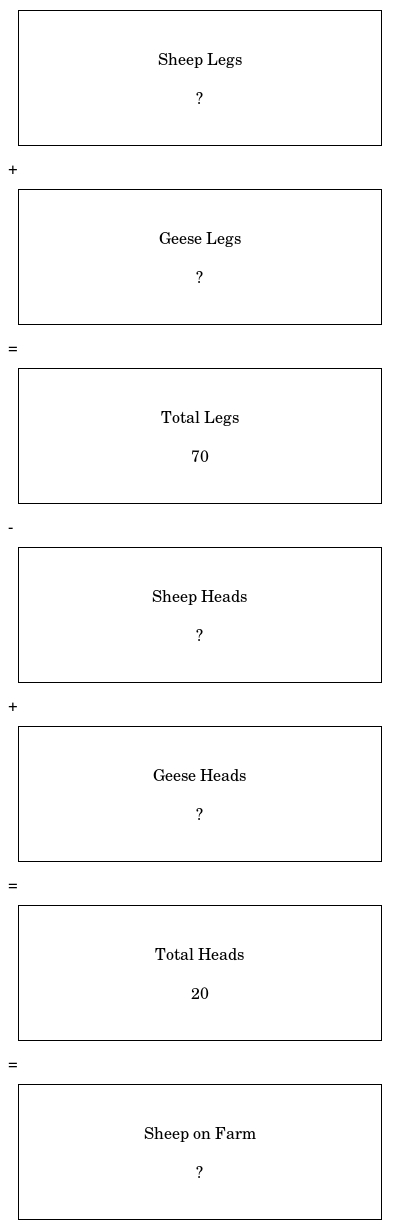 Sheep Legs
?
+
Geese Legs
?
=
Total Legs
70
-
Sheep Heads
?
+
Geese Heads
?
=
Total Heads
20
=
Sheep on Farm
?